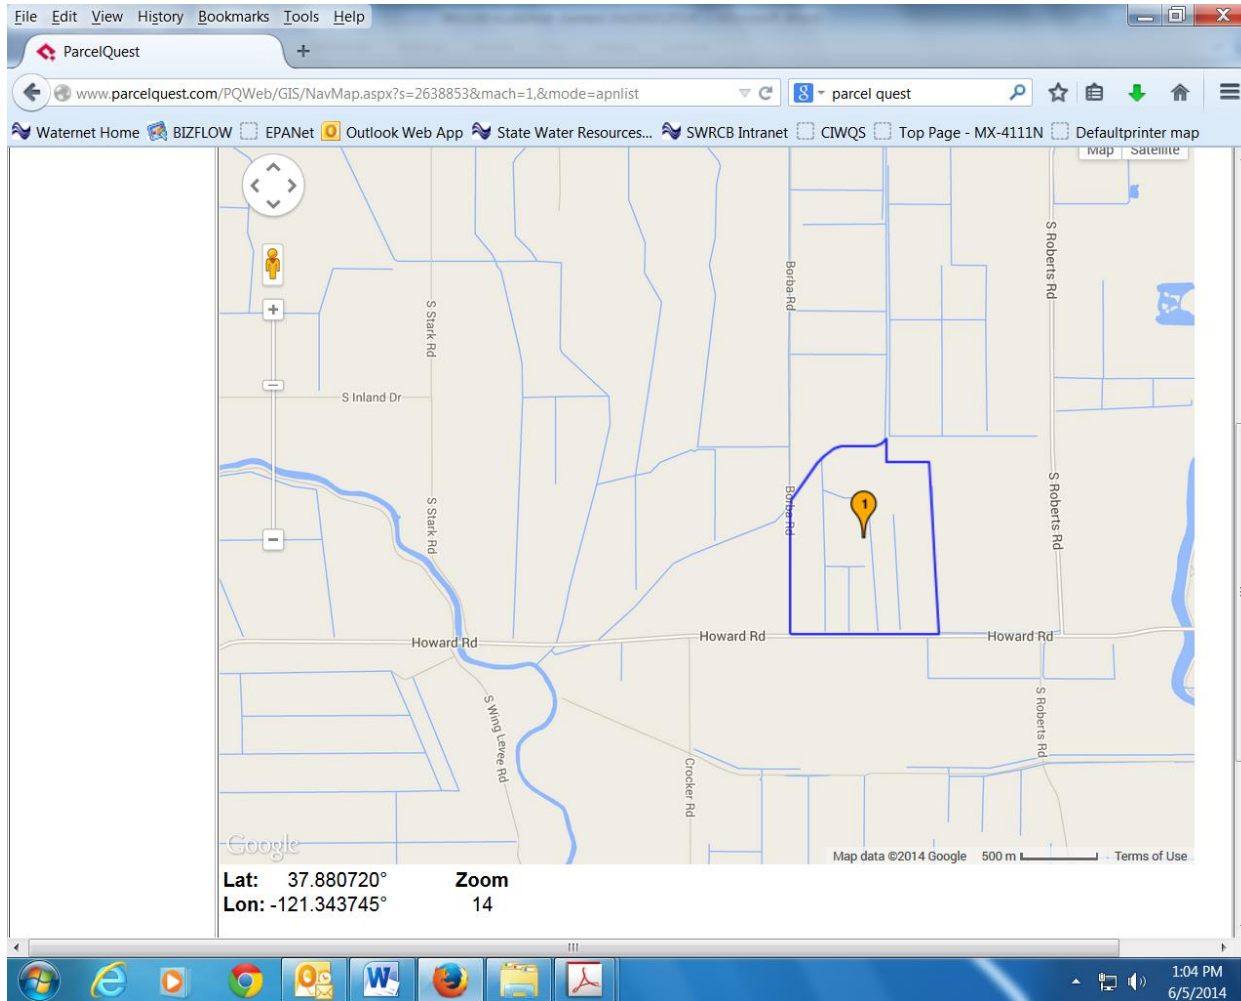 File Edit View History Bookmarks Tools Help
ParcelQuest
www.parcelquest.com/PQWeb/GIS/NavMap.aspx?s=2638853&mach=1,&mode=apnlist
parcel quest
Waternet Home BIZFLOW EPANet Outlook Web App State Water Resources... SWRCB Intranet CIWQS Top Page - MX-4111N Defaultprinter map
Map Satellite
S Roberts Rd
Borba Rd
S Stark Rd
S Inland Dr
S Roberts Rd
Borba Rd
1
S Stark Rd
Howard Rd
Howard Rd
Howard Rd
S Wing Levee Rd
S Roberts Rd
Crocker Rd
Google
Map data ©2014 Google 500 m Terms of Use
Lat: 37.880720° Zoom
Lon: -121.343745° 14
1:04 PM
6/5/2014